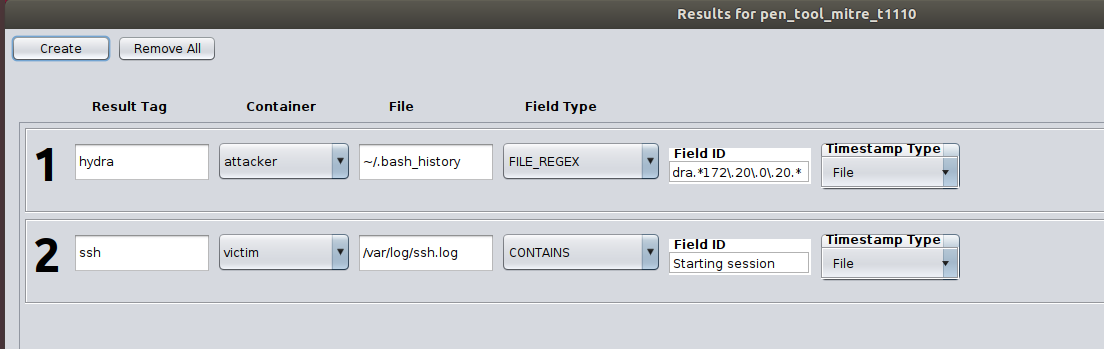 Results for pen_tool_mitre_t1110
Create Remove All
Result Tag Container File Field Type
1 hydra attacker ~/.bash_history FILE_REGEX Field ID dra.*172\.20\.0\.20.* Timestamp Type File
2 ssh victim /var/log/ssh.log CONTAINS Field ID Starting session Timestamp Type File